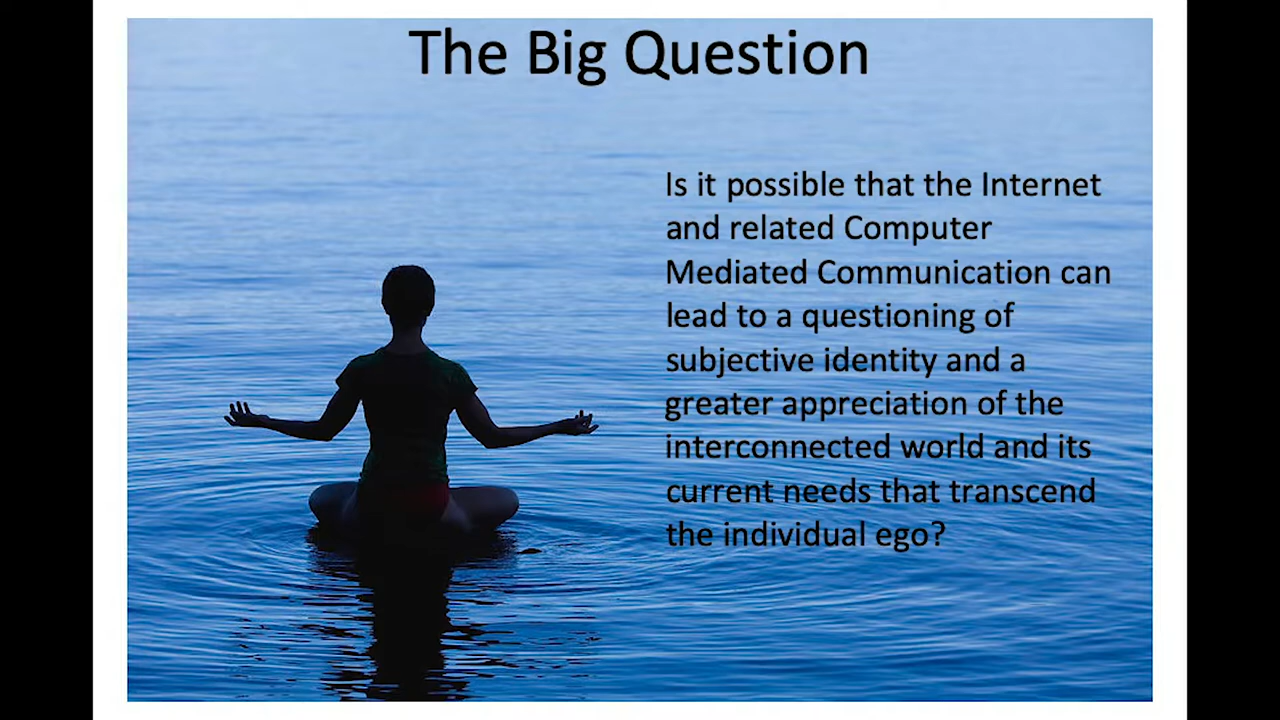 The Big Question
Is it possible that the Internet
and related Computer
Mediated Communication can
lead to a questioning of
subjective identity and a
greater appreciation of the
interconnected world and its
current needs that transcend
the individual ego?